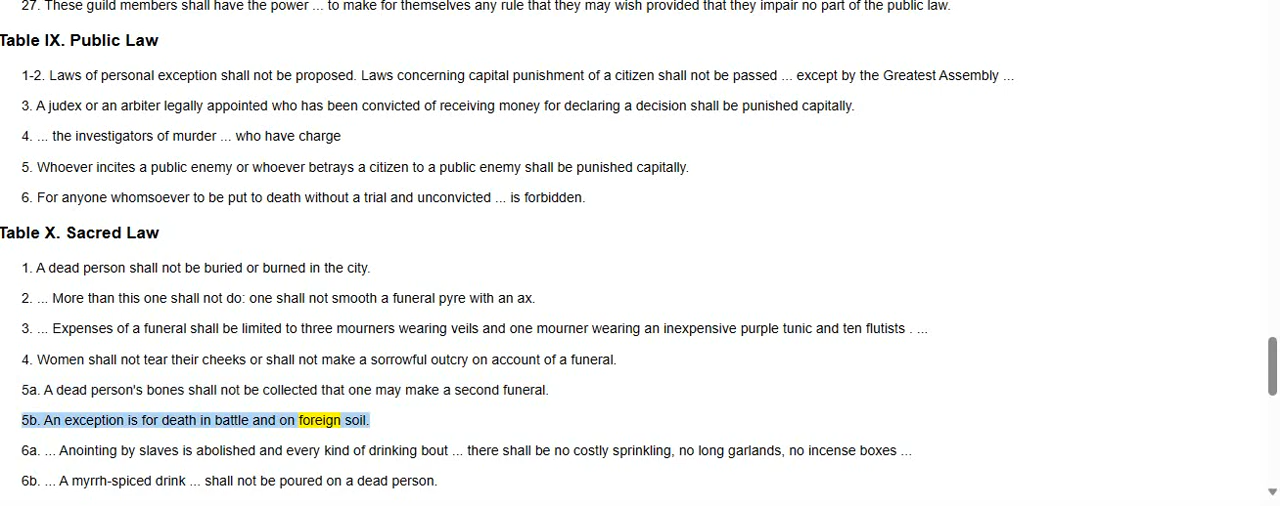 27. These guild members shall have the power ... to make for themselves any rule that they may wish provided that they impair no part of the public law.
Table IX. Public Law
1-2. Laws of personal exception shall not be proposed. Laws concerning capital punishment of a citizen shall not be passed ... except by the Greatest Assembly ...
3. A judex or an arbiter legally appointed who has been convicted of receiving money for declaring a decision shall be punished capitally.
4. ... the investigators of murder ... who have charge
5. Whoever incites a public enemy or whoever betrays a citizen to a public enemy shall be punished capitally.
6. For anyone whomsoever to be put to death without a trial and unconvicted ... is forbidden.
Table X. Sacred Law
1. A dead person shall not be buried or burned in the city.
2. ... More than this one shall not do: one shall not smooth a funeral pyre with an ax.
3. ... Expenses of a funeral shall be limited to three mourners wearing veils and one mourner wearing an inexpensive purple tunic and ten flutists . ...
4. Women shall not tear their cheeks or shall not make a sorrowful outcry on account of a funeral.
5a. A dead person's bones shall not be collected that one may make a second funeral.
5b. An exception is for death in battle and on foreign soil.
6a. ... Anointing by slaves is abolished and every kind of drinking bout ... there shall be no costly sprinkling, no long garlands, no incense boxes ...
6b. ... A myrrh-spiced drink ... shall not be poured on a dead person.